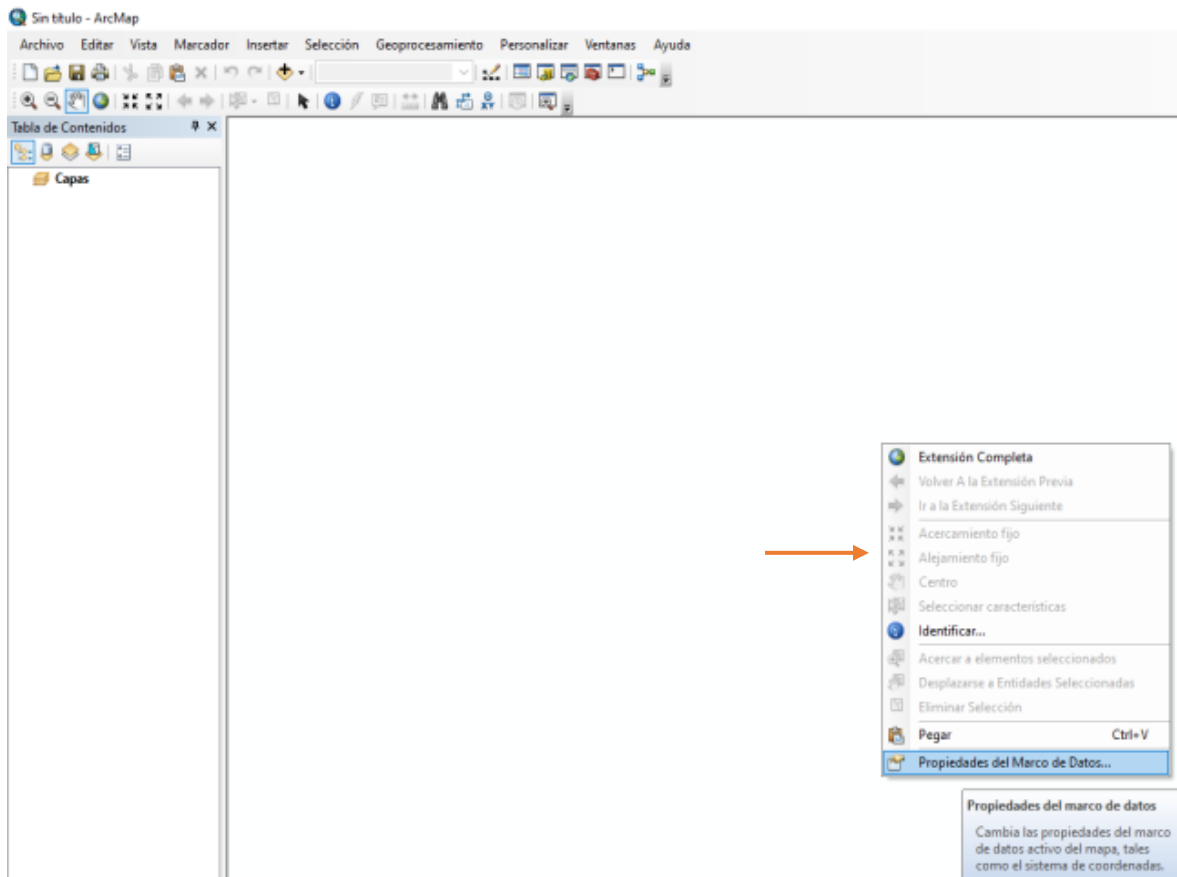 Sin título - ArcMap
Archivo Editar Vista Marcador Insertar Selección Geoprocesamiento Personalizar Ventanas Ayuda
Tabla de Contenidos
Capas
Extensión Completa
Volver A la Extensión Previa
Ir a la Extensión Siguiente
Acercamiento fijo
Alejamiento fijo
Centro
Seleccionar características
Identificar...
Acercar a elementos seleccionados
Desplazarse a Entidades Seleccionadas
Eliminar Selección
Pegar Ctrl+V
Propiedades del Marco de Datos...
Propiedades del marco de datos
Cambia las propiedades del marco
de datos activo del mapa, tales
como el sistema de coordenadas.